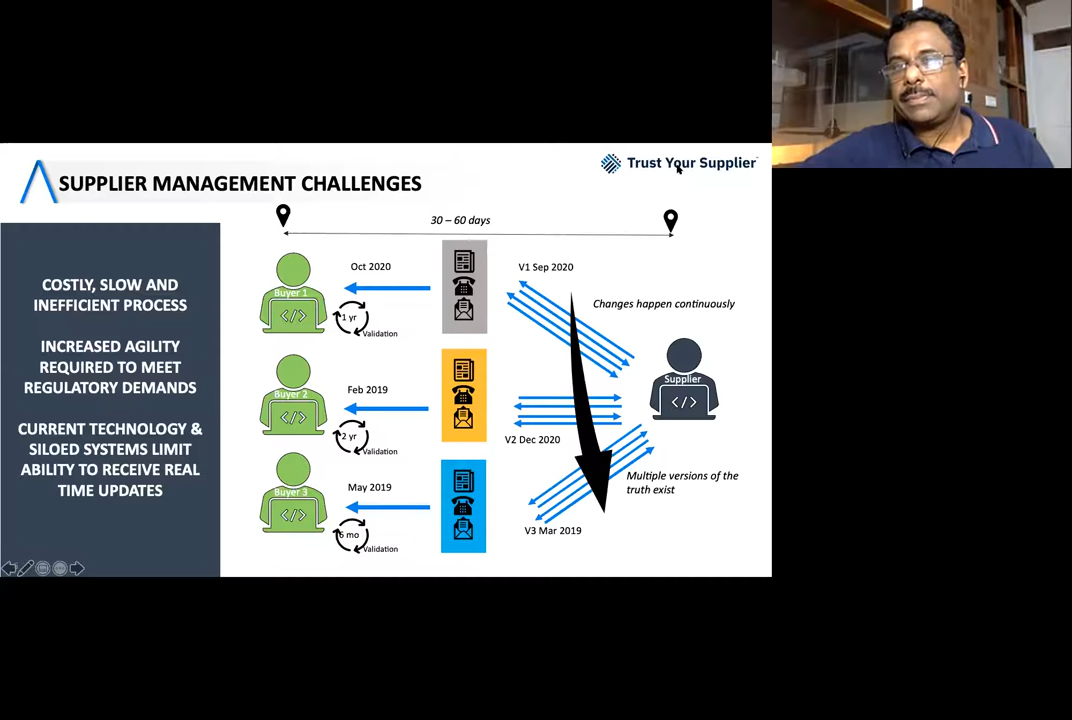 Trust Your Supplier
SUPPLIER MANAGEMENT CHALLENGES
30 – 60 days
COSTLY, SLOW AND
INEFFICIENT PROCESS
INCREASED AGILITY
REQUIRED TO MEET
REGULATORY DEMANDS
CURRENT TECHNOLOGY &
SILOED SYSTEMS LIMIT
ABILITY TO RECEIVE REAL
TIME UPDATES
Buyer 1
</>
Oct 2020
1 yr
Validation
V1 Sep 2020
Changes happen continuously
Buyer 2
</>
Feb 2019
2 yr
Validation
V2 Dec 2020
Supplier
</>
Buyer 3
</>
May 2019
6 mo
Validation
V3 Mar 2019
Multiple versions of the
truth exist